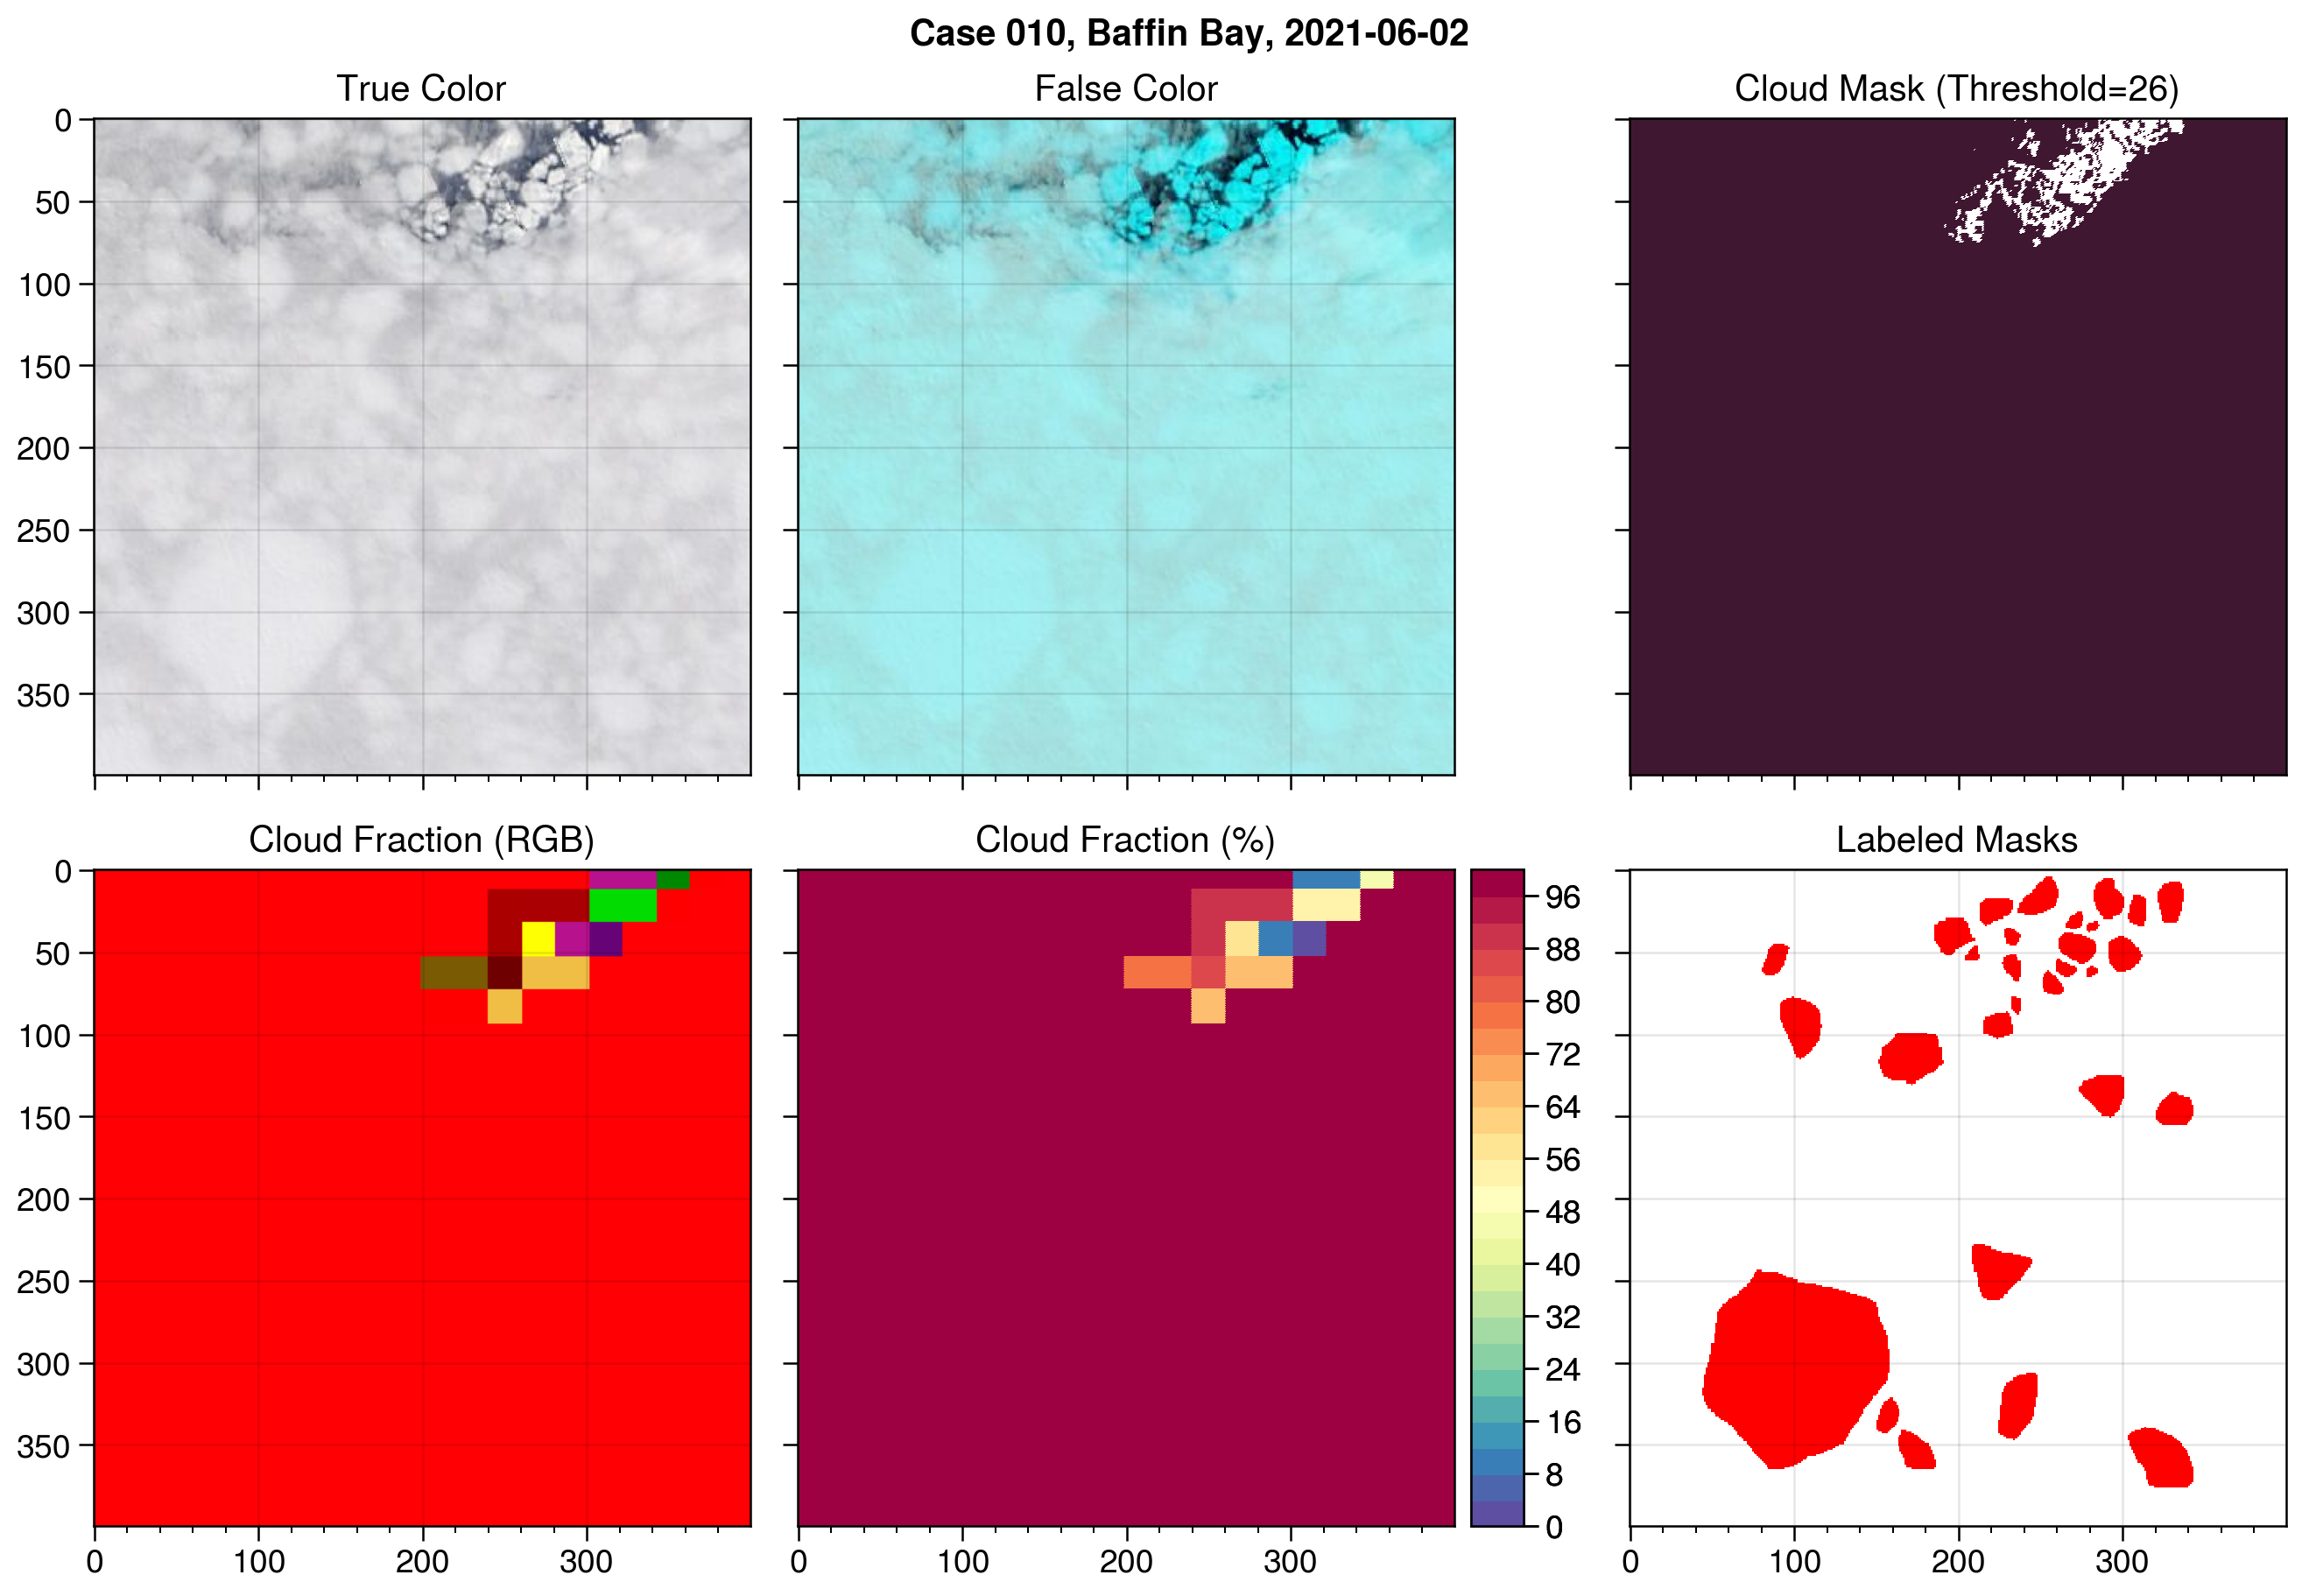 Case 010, Baffin Bay, 2021-06-02
True Color
False Color
Cloud Mask (Threshold=26)
0
50
100
150
200
250
300
350
Cloud Fraction (RGB)
Cloud Fraction (%)
Labeled Masks
0
50
100
150
200
250
300
350
96
88
80
72
64
56
48
40
32
24
16
8
0
0 100 200 300
0 100 200 300
0 100 200 300